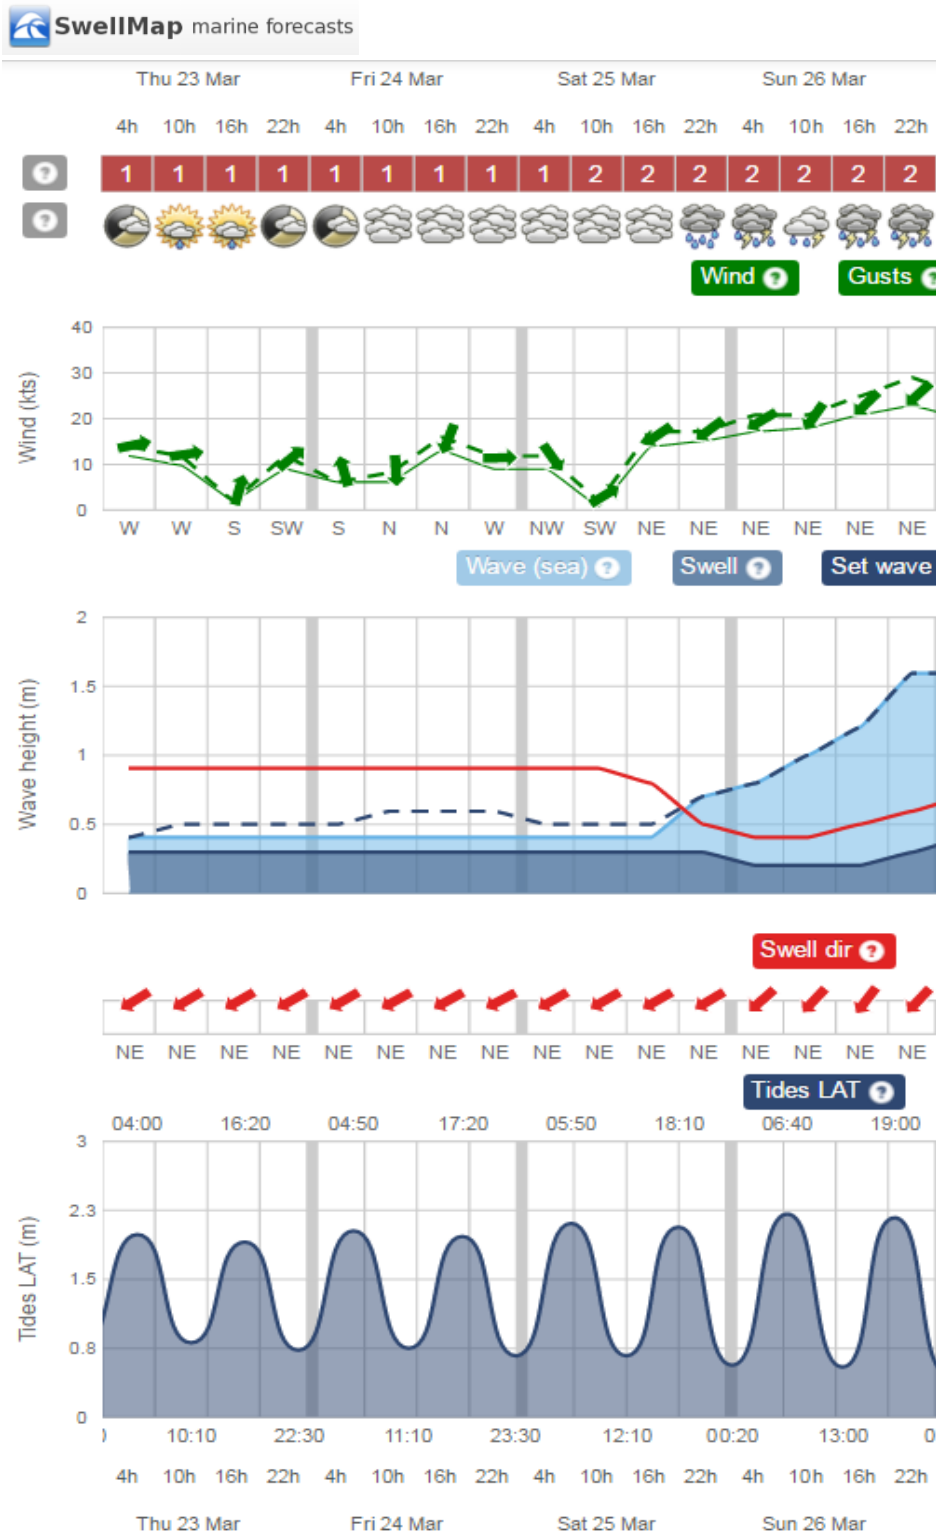 SwellMap marine forecasts
Thu 23 Mar Fri 24 Mar Sat 25 Mar Sun 26 Mar
4h 10h 16h 22h 4h 10h 16h 22h 4h 10h 16h 22h 4h 10h 16h 22h
? 1 1 1 1 1 1 1 1 1 2 2 2 2 2 2 2
?
Wind ? Gusts ?
40
30
20
10
0
Wind (kts)
W W S SW S N N W NW SW NE NE NE NE NE NE
Wave (sea) ? Swell ? Set wave
2
1.5
1
0.5
0
Wave height (m)
Swell dir ?
NE NE NE NE NE NE NE NE NE NE NE NE NE NE NE NE
Tides LAT ?
04:00 16:20 04:50 17:20 05:50 18:10 06:40 19:00
3
2.3
1.5
0.8
0
Tides LAT (m)
10:10 22:30 11:10 23:30 12:10 00:20 13:00
4h 10h 16h 22h 4h 10h 16h 22h 4h 10h 16h 22h 4h 10h 16h 22h
Thu 23 Mar Fri 24 Mar Sat 25 Mar Sun 26 Mar